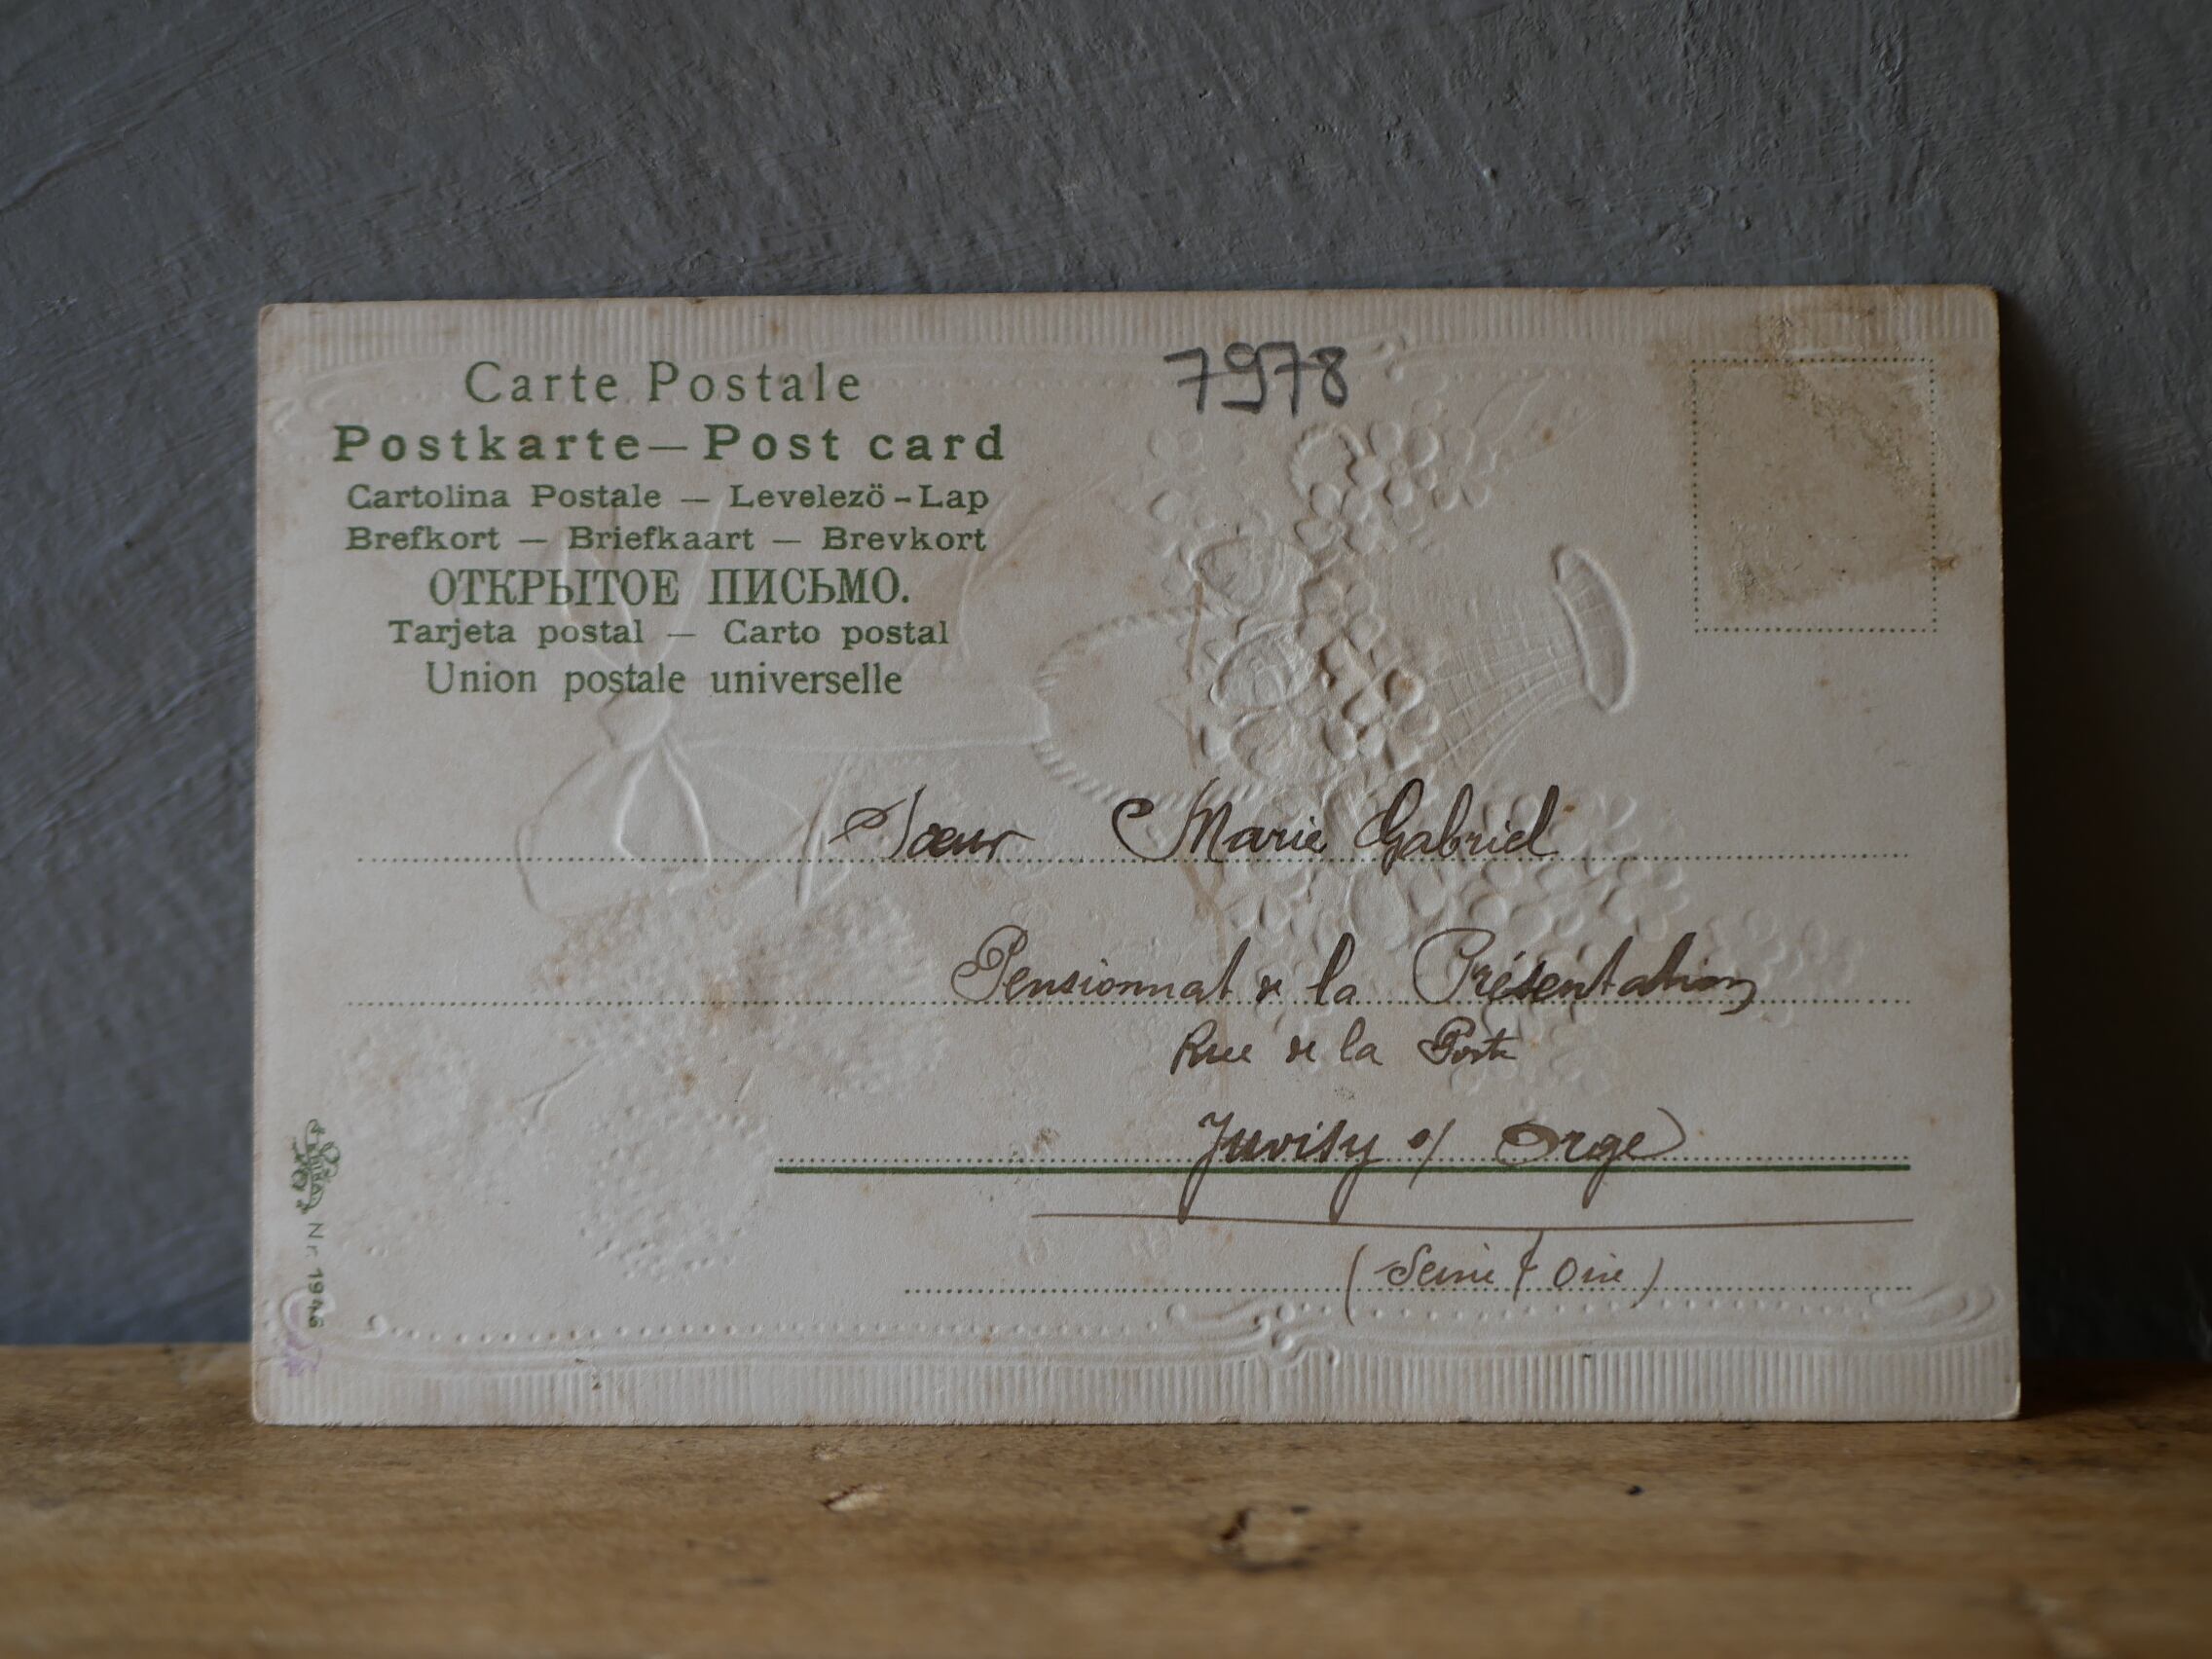 Carte Postale
7978
Postkarte — Post card
Cartolina Postale — Levelezö - Lap
Brefkort — Briefkaart — Brevkort
ОТКРЫТОЕ ПИСЬМО.
Tarjeta postal — Carto postal
Union postale universelle
Sœur Marie Gabriel
Pensionnat de la Présentation
Rue de la Poste
Juvisy s/ Orge
(Seine & Oise)
Nr. 1946